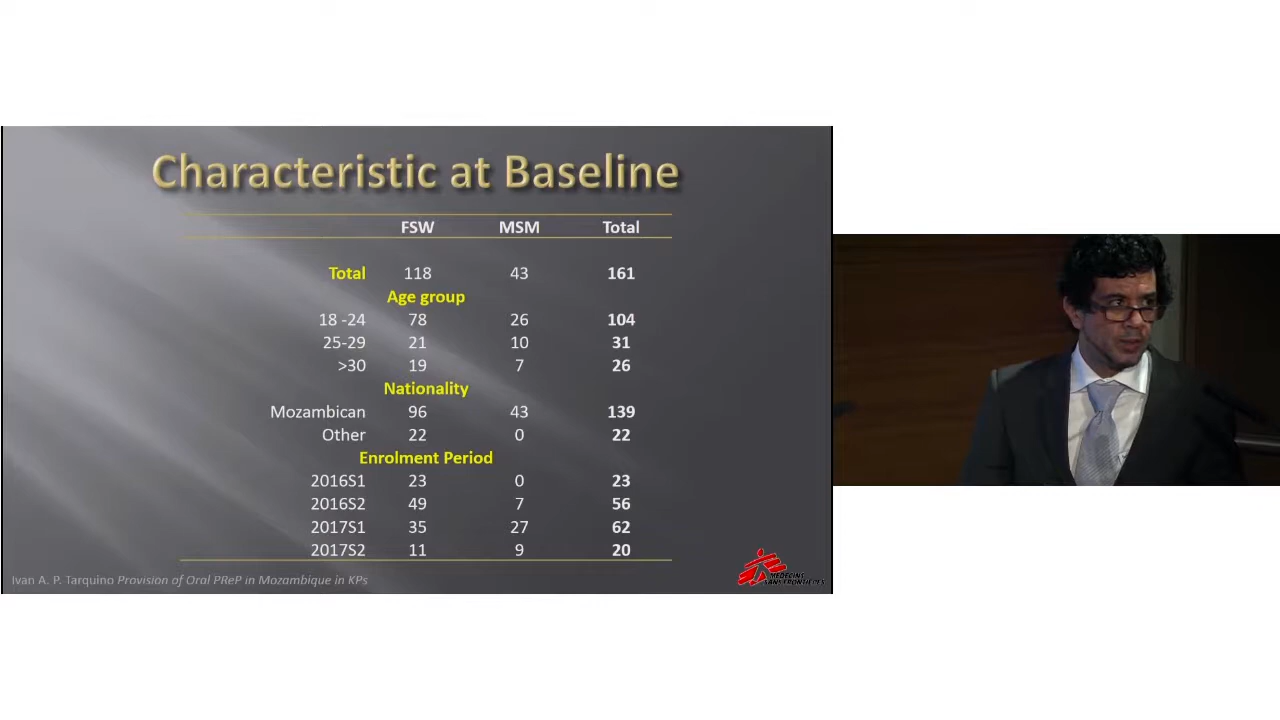 Characteristic at Baseline
FSW MSM Total
Total 118 43 161
Age group
18 -24 78 26 104
25-29 21 10 31
>30 19 7 26
Nationality
Mozambican 96 43 139
Other 22 0 22
Enrolment Period
2016S1 23 0 23
2016S2 49 7 56
2017S1 35 27 62
2017S2 11 9 20
Ivan A. P. Tarquino Provision of Oral PReP in Mozambique in KPs
MEDECINS
SANS FRONTIERES